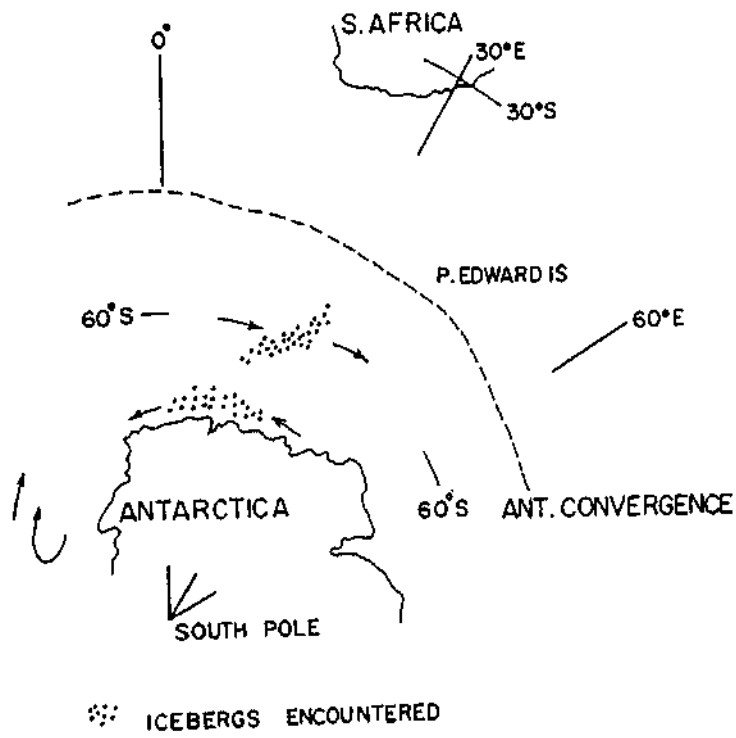 S. AFRICA
0°
30°E
30°S
P. EDWARD IS
60°S
60°E
ANTARCTICA
60°S
ANT. CONVERGENCE
SOUTH POLE
ICEBERGS ENCOUNTERED